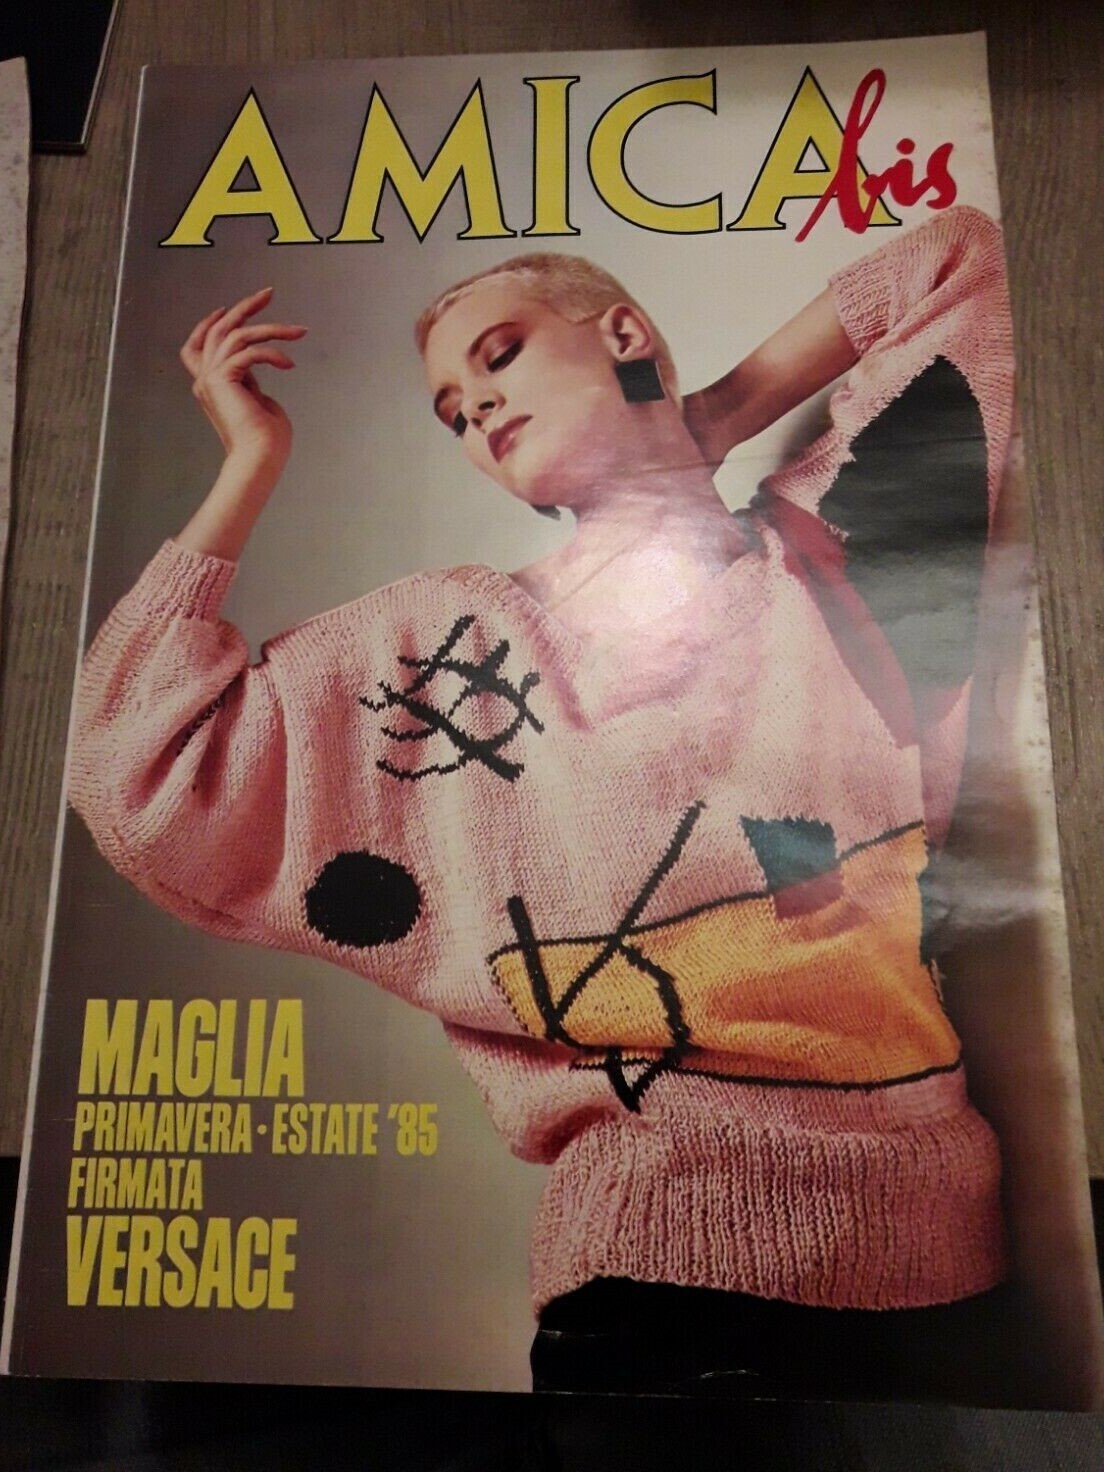 AMICA bis
MAGLIA
PRIMAVERA·ESTATE '85
FIRMATA
VERSACE